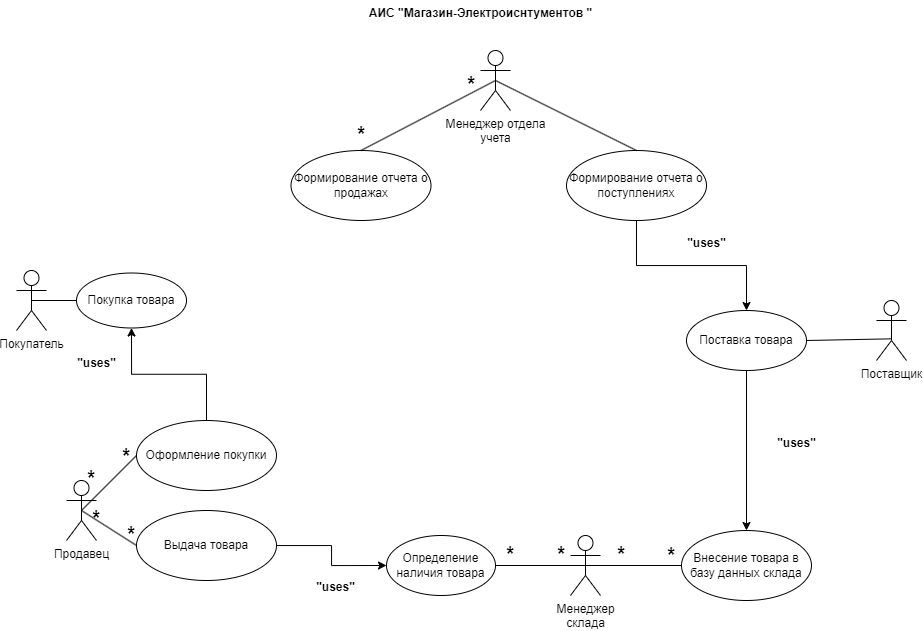 АИС "Магазин-Электроиснтументов "
*
*
Менеджер отдела
учета
Формирование отчета о
продажах
Формирование отчета о
поступлениях
"uses"
Покупка товара
Покупатель
"uses"
Поставка товара
Поставщик
"uses"
Оформление покупки
*
*
*
*
Продавец
Выдача товара
"uses"
Определение
наличия товара
*
*
*
*
Менеджер
склада
Внесение товара в
базу данных склада